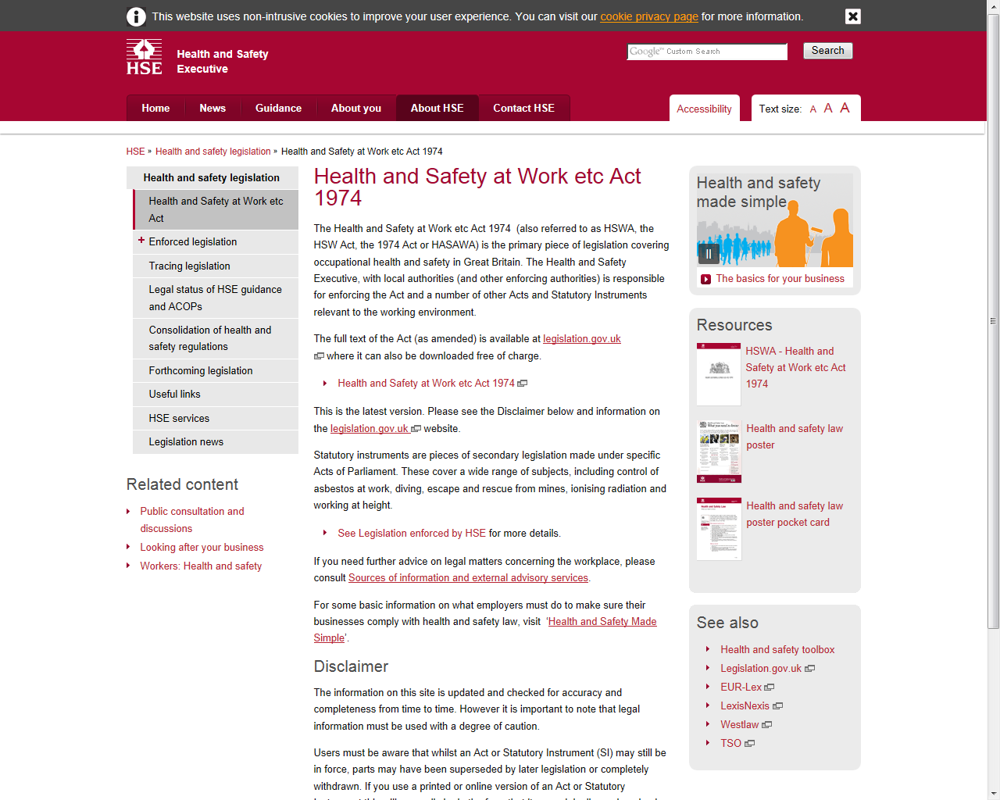 This website uses non-intrusive cookies to improve your user experience. You can visit our cookie privacy page for more information.
HSE
Health and Safety
Executive
Google™ Custom Search
Search
Home
News
Guidance
About you
About HSE
Contact HSE
Accessibility
Text size: A A A
HSE » Health and safety legislation » Health and Safety at Work etc Act 1974
Health and safety legislation
Health and Safety at Work etc
Act
Enforced legislation
Tracing legislation
Legal status of HSE guidance
and ACOPs
Consolidation of health and
safety regulations
Forthcoming legislation
Useful links
HSE services
Legislation news
Related content
Public consultation and
discussions
Looking after your business
Workers: Health and safety
Health and Safety at Work etc Act
1974
The Health and Safety at Work etc Act 1974 (also referred to as HSWA, the
HSW Act, the 1974 Act or HASAWA) is the primary piece of legislation covering
occupational health and safety in Great Britain. The Health and Safety
Executive, with local authorities (and other enforcing authorities) is responsible
for enforcing the Act and a number of other Acts and Statutory Instruments
relevant to the working environment.
The full text of the Act (as amended) is available at legislation.gov.uk
where it can also be downloaded free of charge.
Health and Safety at Work etc Act 1974
This is the latest version. Please see the Disclaimer below and information on
the legislation.gov.uk website.
Statutory instruments are pieces of secondary legislation made under specific
Acts of Parliament. These cover a wide range of subjects, including control of
asbestos at work, diving, escape and rescue from mines, ionising radiation and
working at height.
See Legislation enforced by HSE for more details.
If you need further advice on legal matters concerning the workplace, please
consult Sources of information and external advisory services.
For some basic information on what employers must do to make sure their
businesses comply with health and safety law, visit ‘Health and Safety Made
Simple’.
Disclaimer
The information on this site is updated and checked for accuracy and
completeness from time to time. However it is important to note that legal
information must be used with a degree of caution.
Users must be aware that whilst an Act or Statutory Instrument (SI) may still be
in force, parts may have been superseded by later legislation or completely
withdrawn. If you use a printed or online version of an Act or Statutory
Health and safety
made simple
The basics for your business
Resources
HSWA - Health and
Safety at Work etc Act
1974
Health and safety law
poster
Health and safety law
poster pocket card
See also
Health and safety toolbox
Legislation.gov.uk
EUR-Lex
LexisNexis
Westlaw
TSO